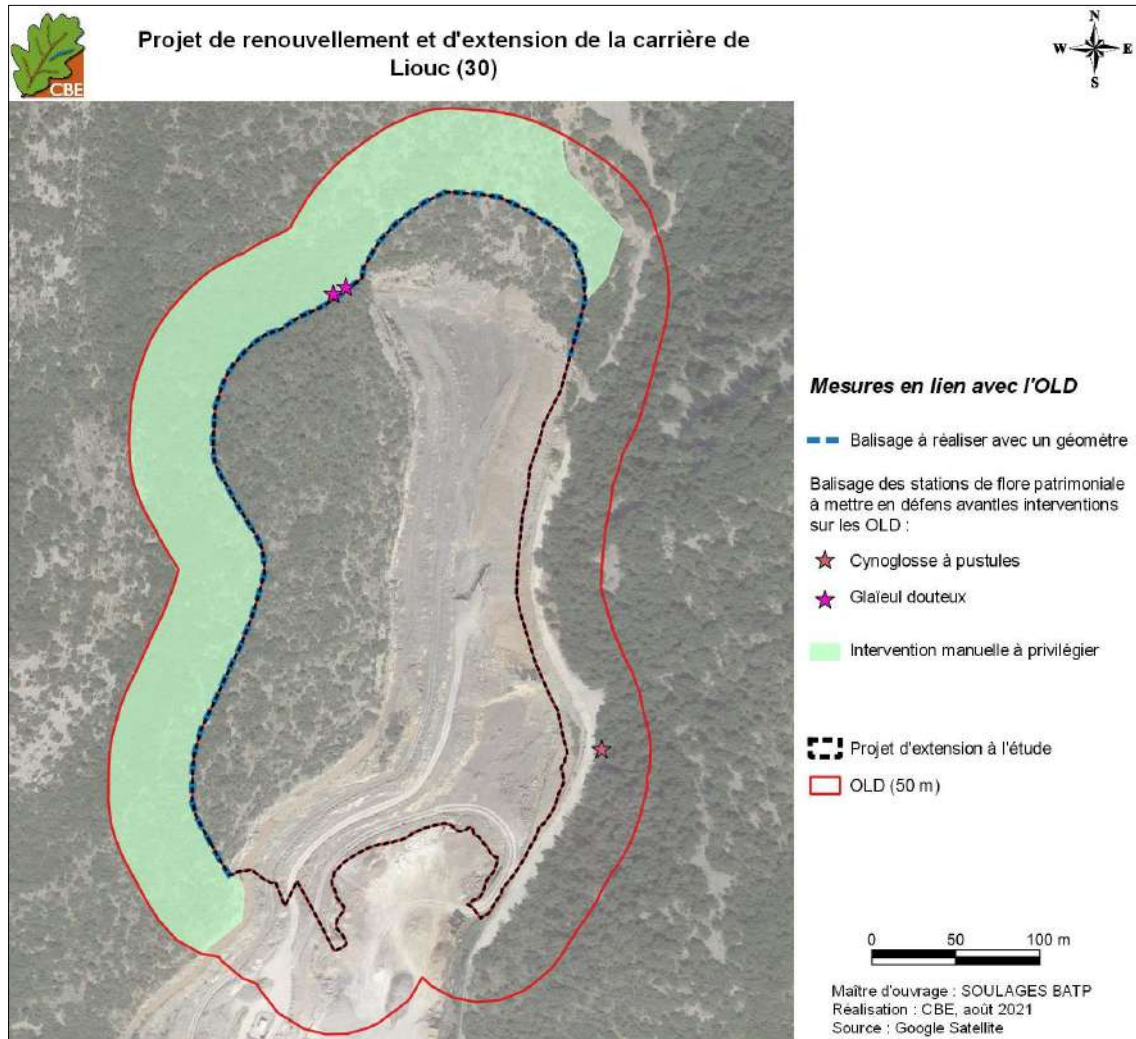 Projet de renouvellement et d'extension de la carrière de
Liouc (30)
CBE
N
W
E
S
Mesures en lien avec l'OLD
Balisage à réaliser avec un géomètre
Balisage des stations de flore patrimoniale
à mettre en défens avantles interventions
sur les OLD :
Cynoglosse à pustules
Glaïeul douteux
Intervention manuelle à privilégier
Projet d'extension à l'étude
OLD (50 m)
0 50 100 m
Maître d'ouvrage : SOULAGES BATP
Réalisation : CBE, août 2021
Source : Google Satellite